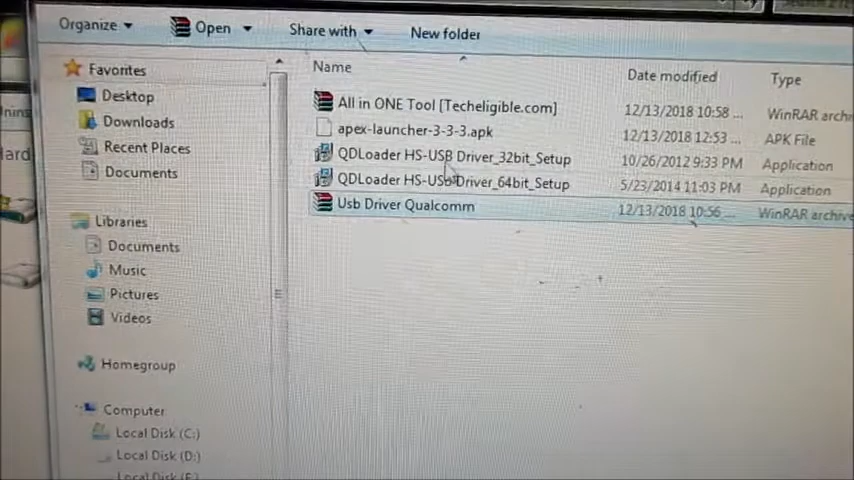 Organize
Open
Share with
New folder
Name
Date modified
Type
Favorites
Desktop
Downloads
Recent Places
Documents
Libraries
Documents
Music
Pictures
Videos
Homegroup
Computer
Local Disk (C:)
Local Disk (D:)
All in ONE Tool [Techeligible.com] 12/13/2018 10:58 ... WinRAR archiv
apex-launcher-3-3-3.apk 12/13/2018 12:53 ... APK File
QDLoader HS-USB Driver_32bit_Setup 10/26/2012 9:33 PM Application
QDLoader HS-USB Driver_64bit_Setup 5/23/2014 11:03 PM Application
Usb Driver Qualcomm 12/13/2018 10:56 ... WinRAR archive